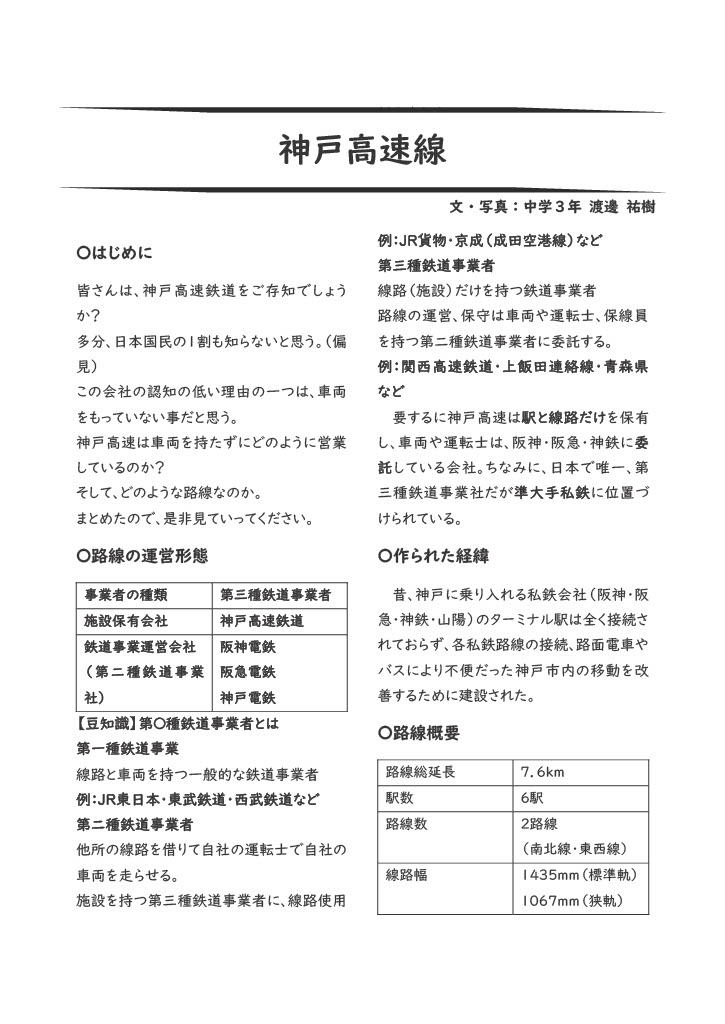 神戸高速線
文・写真：中学３年 渡邊 祐樹
〇はじめに
皆さんは、神戸高速鉄道をご存知でしょう
か？
多分、日本国民の１割も知らないと思う。（偏
見）
この会社の認知の低い理由の一つは、車両
をもっていない事だと思う。
神戸高速は車両を持たずにどのように営業
しているのか？
そして、どのような路線なのか。
まとめたので、是非見ていってください。
〇路線の運営形態
事業者の種類 第三種鉄道事業者
施設保有会社 神戸高速鉄道
鉄道事業運営会社 阪神電鉄
（第二種鉄道事業 阪急電鉄
社） 神戸電鉄
【豆知識】第〇種鉄道事業者とは
第一種鉄道事業
線路と車両を持つ一般的な鉄道事業者
例：JR東日本・東武鉄道・西武鉄道など
第二種鉄道事業者
他所の線路を借りて自社の運転士で自社の
車両を走らせる。
施設を持つ第三種鉄道事業者に、線路使用
例：JR貨物・京成（成田空港線）など
第三種鉄道事業者
線路（施設）だけを持つ鉄道事業者
路線の運営、保守は車両や運転士、保線員
を持つ第二種鉄道事業者に委託する。
例：関西高速鉄道・上飯田連絡線・青森県
など
　要するに神戸高速は駅と線路だけを保有
し、車両や運転士は、阪神・阪急・神鉄に委
託している会社。ちなみに、日本で唯一、第
三種鉄道事業社だが準大手私鉄に位置づ
けられている。
〇作られた経緯
　昔、神戸に乗り入れる私鉄会社（阪神・阪
急・神鉄・山陽）のターミナル駅は全く接続さ
れておらず、各私鉄路線の接続、路面電車や
バスにより不便だった神戸市内の移動を改
善するために建設された。
〇路線概要
路線総延長 7.6km
駅数 6駅
路線数 2路線
（南北線・東西線）
線路幅 1435mm（標準軌）
1067mm（狭軌）